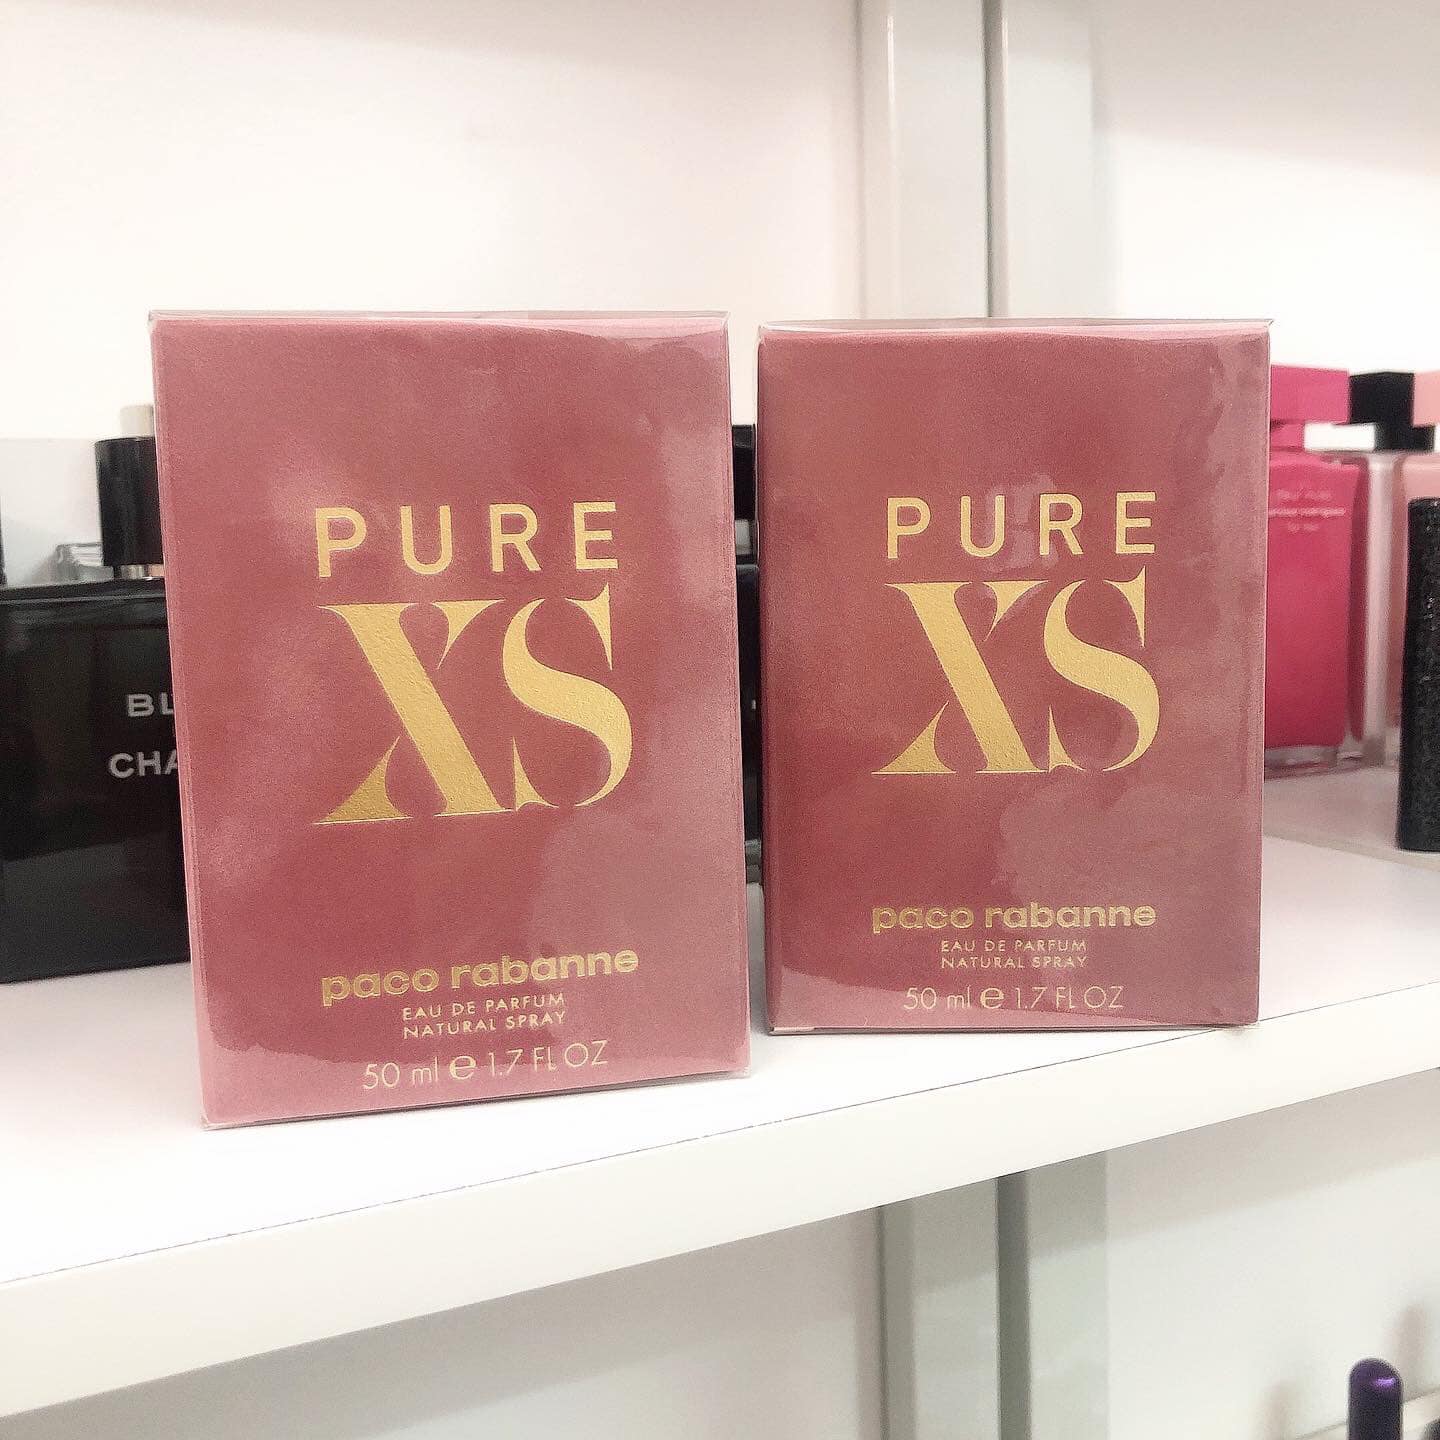 PURE
XS
paco rabanne
EAU DE PARFUM
NATURAL SPRAY
50 ml e 1.7 FL OZ
PURE
XS
paco rabanne
EAU DE PARFUM
NATURAL SPRAY
50 ml e 1.7 FL OZ
BL
CHA